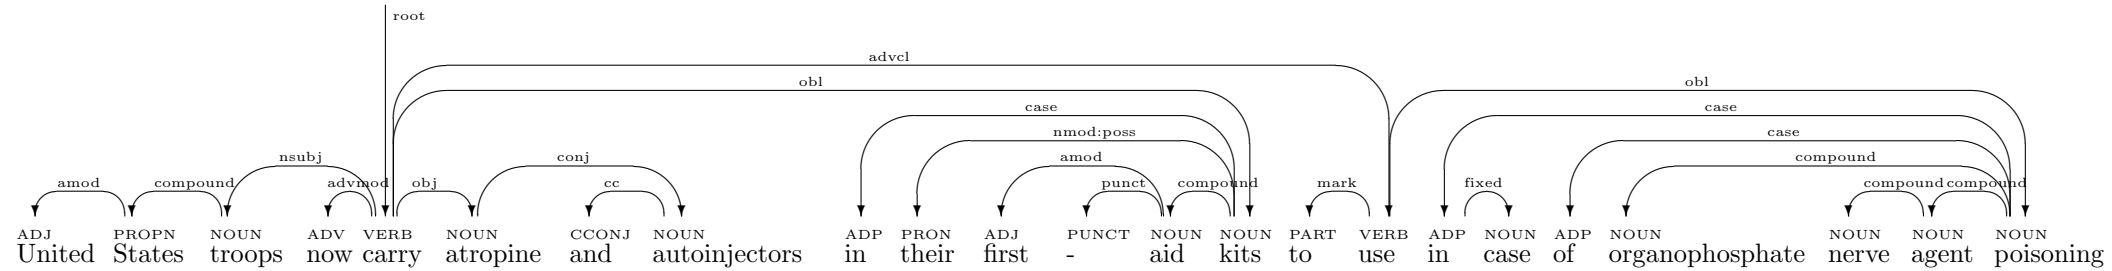 root
advcl
obl obl
case case
nmod:poss case
nsubj conj amod compound
amod compound advmod obj cc punct compound mark fixed compound compound
ADJ PROPN NOUN ADV VERB NOUN CCONJ NOUN ADP PRON ADJ PUNCT NOUN NOUN PART VERB ADP NOUN ADP NOUN NOUN NOUN NOUN
United States troops now carry atropine and autoinjectors in their first - aid kits to use in case of organophosphate nerve agent poisoning